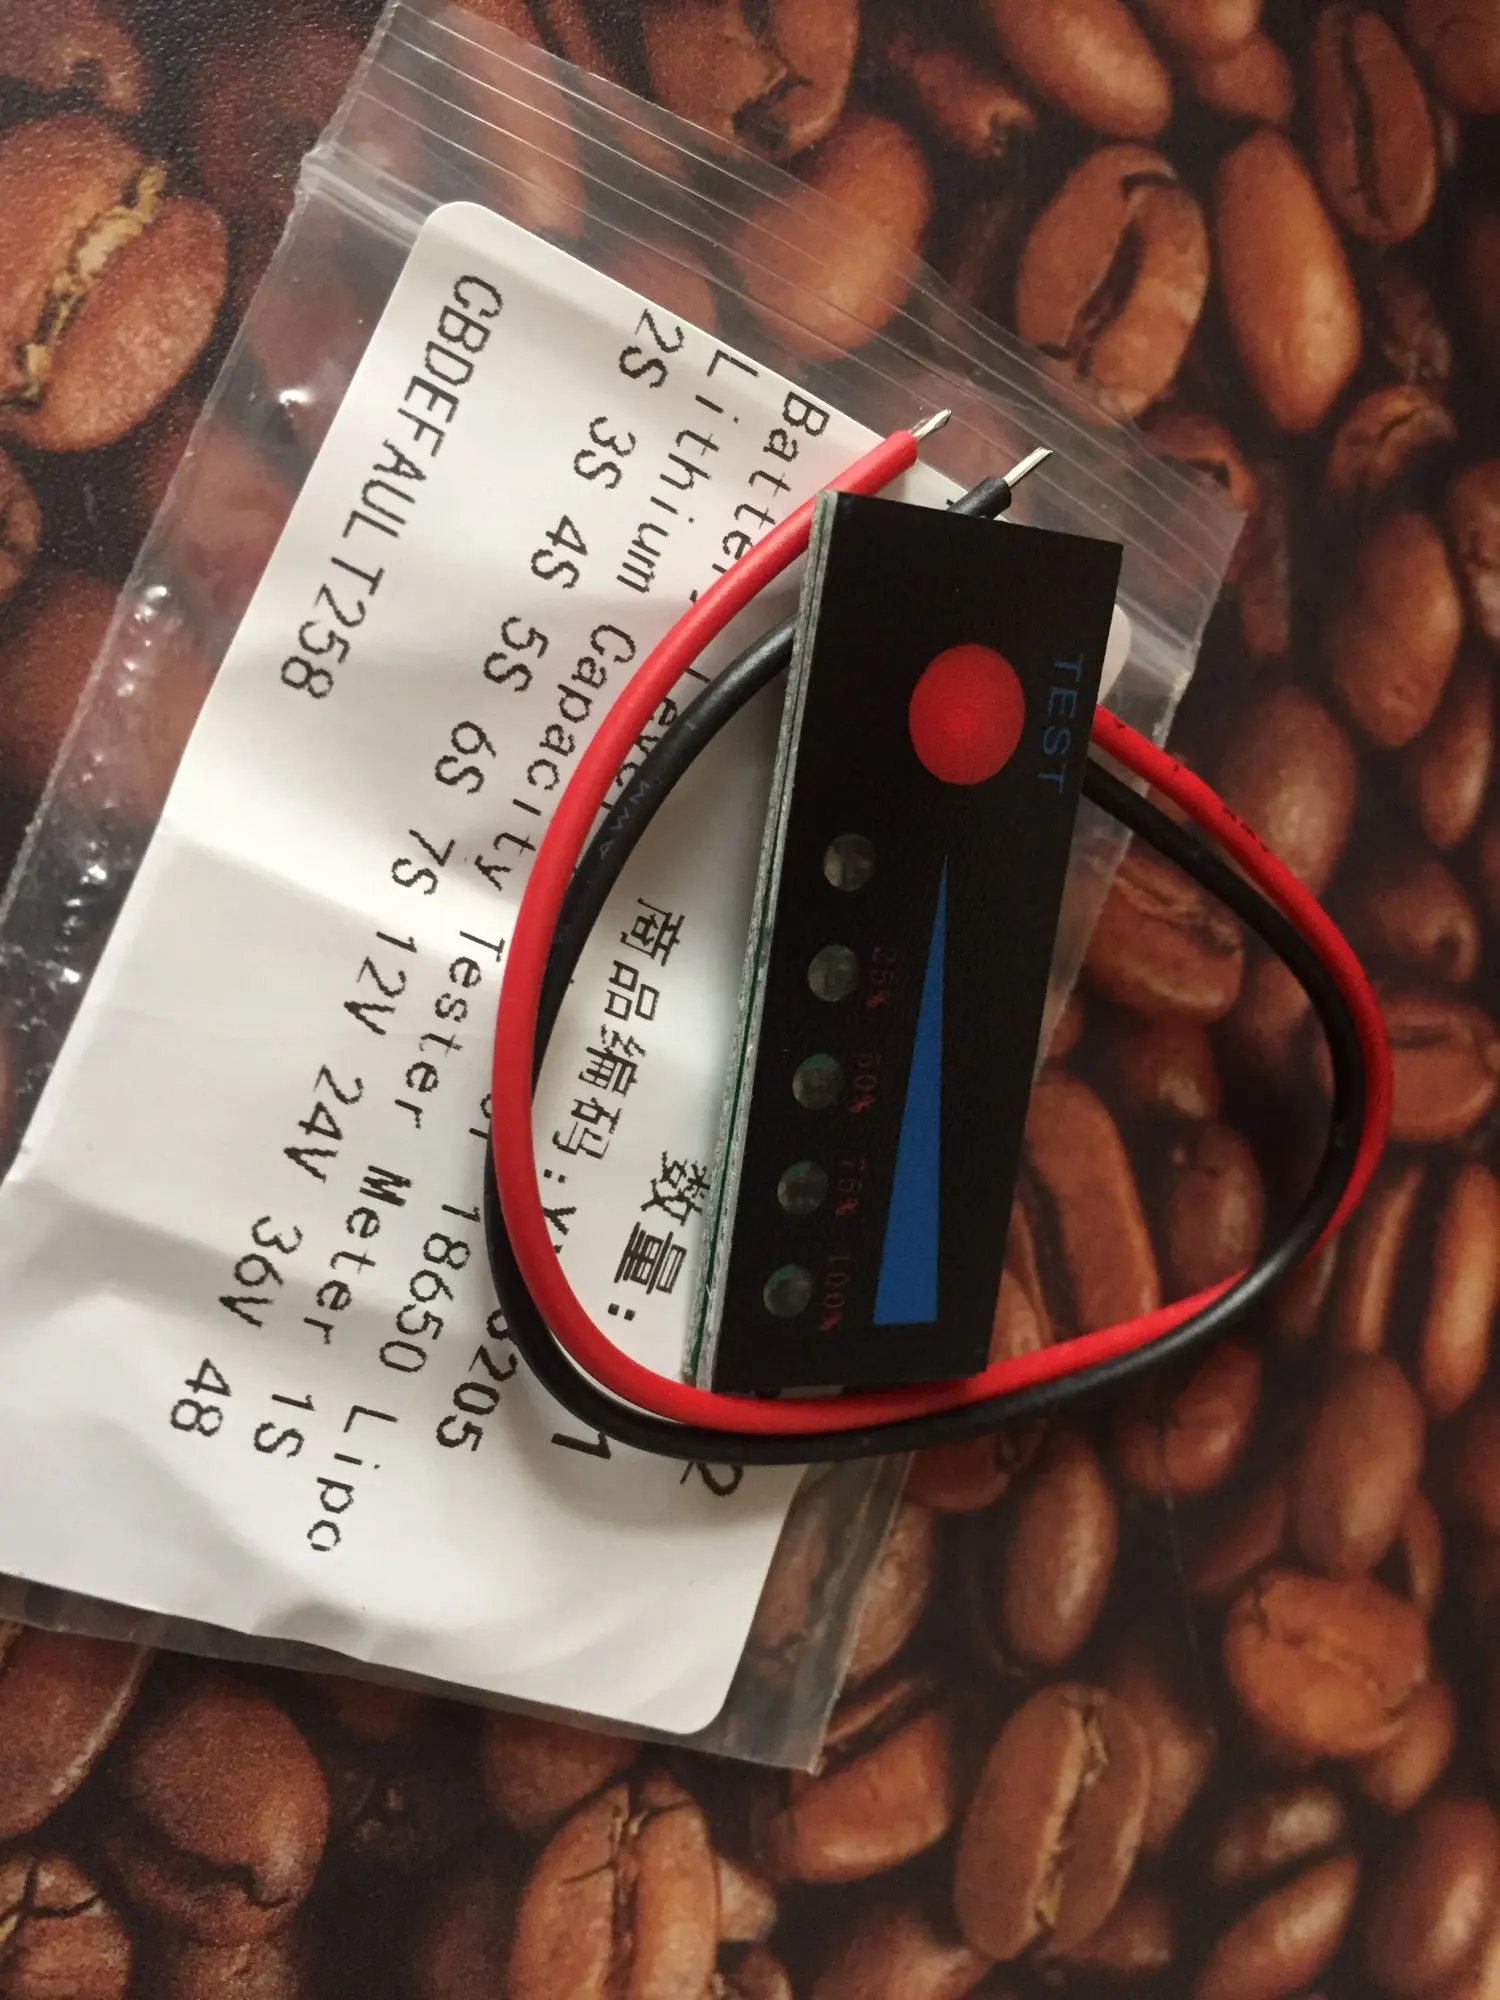 数量:
商品编码:
Lithium Capacity Tester Meter 1S
18650 Lipo
2S 3S 4S 5S 6S 7S 12V 24V 36V 48
CBDEFAULT258
TEST
25%
50%
75%
100%